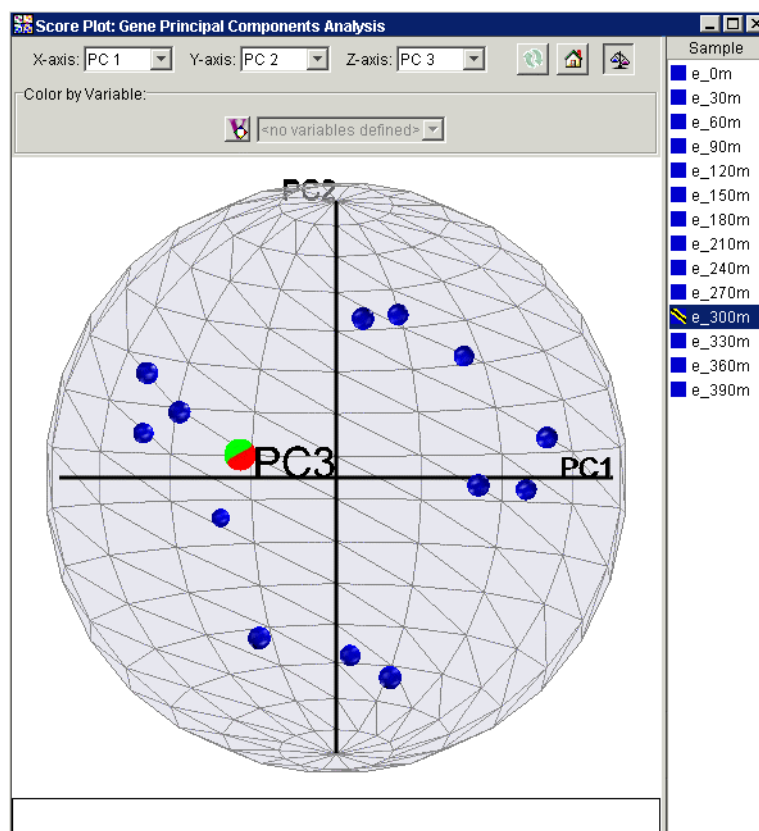 Score Plot: Gene Principal Components Analysis
X-axis: PC 1 Y-axis: PC 2 Z-axis: PC 3
Color by Variable:
<no variables defined>
PC2
PC3
PC1
Sample
e_0m
e_30m
e_60m
e_90m
e_120m
e_150m
e_180m
e_210m
e_240m
e_270m
e_300m
e_330m
e_360m
e_390m